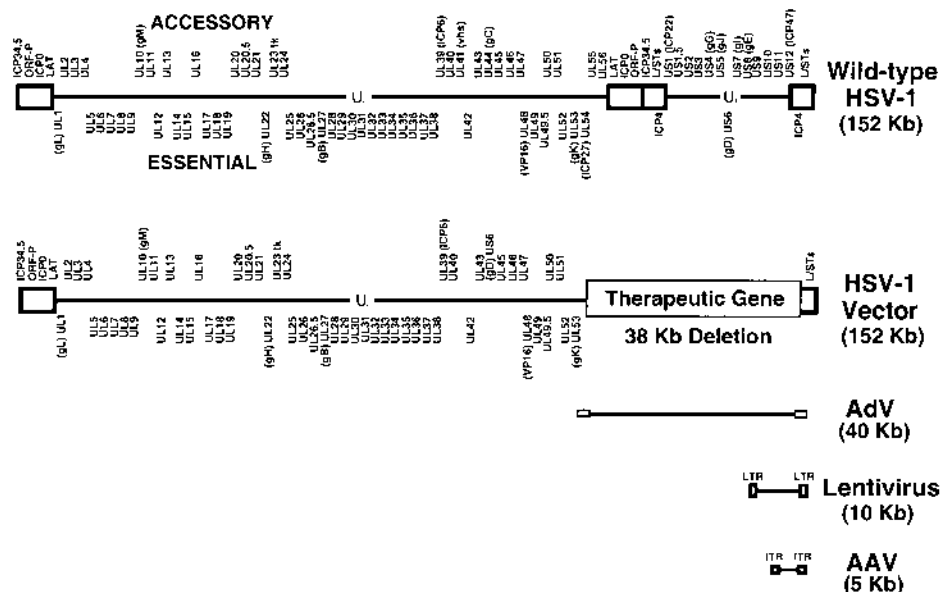 ACCESSORY
ICP34.5
ORF-P
ICP0
LAT
UL2
UL3
UL4
UL10 (gM)
UL11
UL13
UL16
UL20
UL20.5
UL21
UL23 tk
UL24
UL39 (ICP6)
UL40
UL41 (vhs)
UL43
UL44 (gC)
UL45
UL46
UL47
UL50
UL51
UL55
UL56
LAT
ICP0
ORF-P
ICP34.5
L/STs
US1 (ICP22)
US1.5
US2
US3
US4 (gG)
US5 (gJ)
US7 (gI)
US8 (gE)
US9
US10
US11
US12 (ICP47)
L/STs
Wild-type
HSV-1
(152 Kb)
(gL) UL1
UL5
UL6
UL7
UL8
UL9
UL12
UL14
UL15
UL17
UL18
UL19
(gH) UL22
UL25
UL26
UL26.5
(gB) UL27
UL28
UL29
UL30
UL31
UL32
UL33
UL34
UL35
UL36
UL37
UL38
UL42
(VP16) UL48
UL49
UL49.5
UL52
(gK) UL53
(ICP27) UL54
ICP4
(gD) US6
ICP4
ESSENTIAL
ICP34.5
ORF-P
ICP0
LAT
UL2
UL3
UL4
UL10 (gM)
UL11
UL13
UL16
UL20
UL20.5
UL21
UL23 tk
UL24
UL39 (ICP6)
UL40
UL43
(gD) US6
UL45
UL46
UL47
UL50
UL51
L/STs
Therapeutic Gene
38 Kb Deletion
HSV-1
Vector
(152 Kb)
(gL) UL1
UL5
UL6
UL7
UL8
UL9
UL12
UL14
UL15
UL17
UL18
UL19
(gH) UL22
UL25
UL26
UL26.5
(gB) UL27
UL28
UL29
UL30
UL31
UL32
UL33
UL34
UL35
UL36
UL37
UL38
UL42
(VP16) UL48
UL49
UL49.5
UL52
(gK) UL53
AdV
(40 Kb)
LTR LTR
Lentivirus
(10 Kb)
ITR ITR
AAV
(5 Kb)